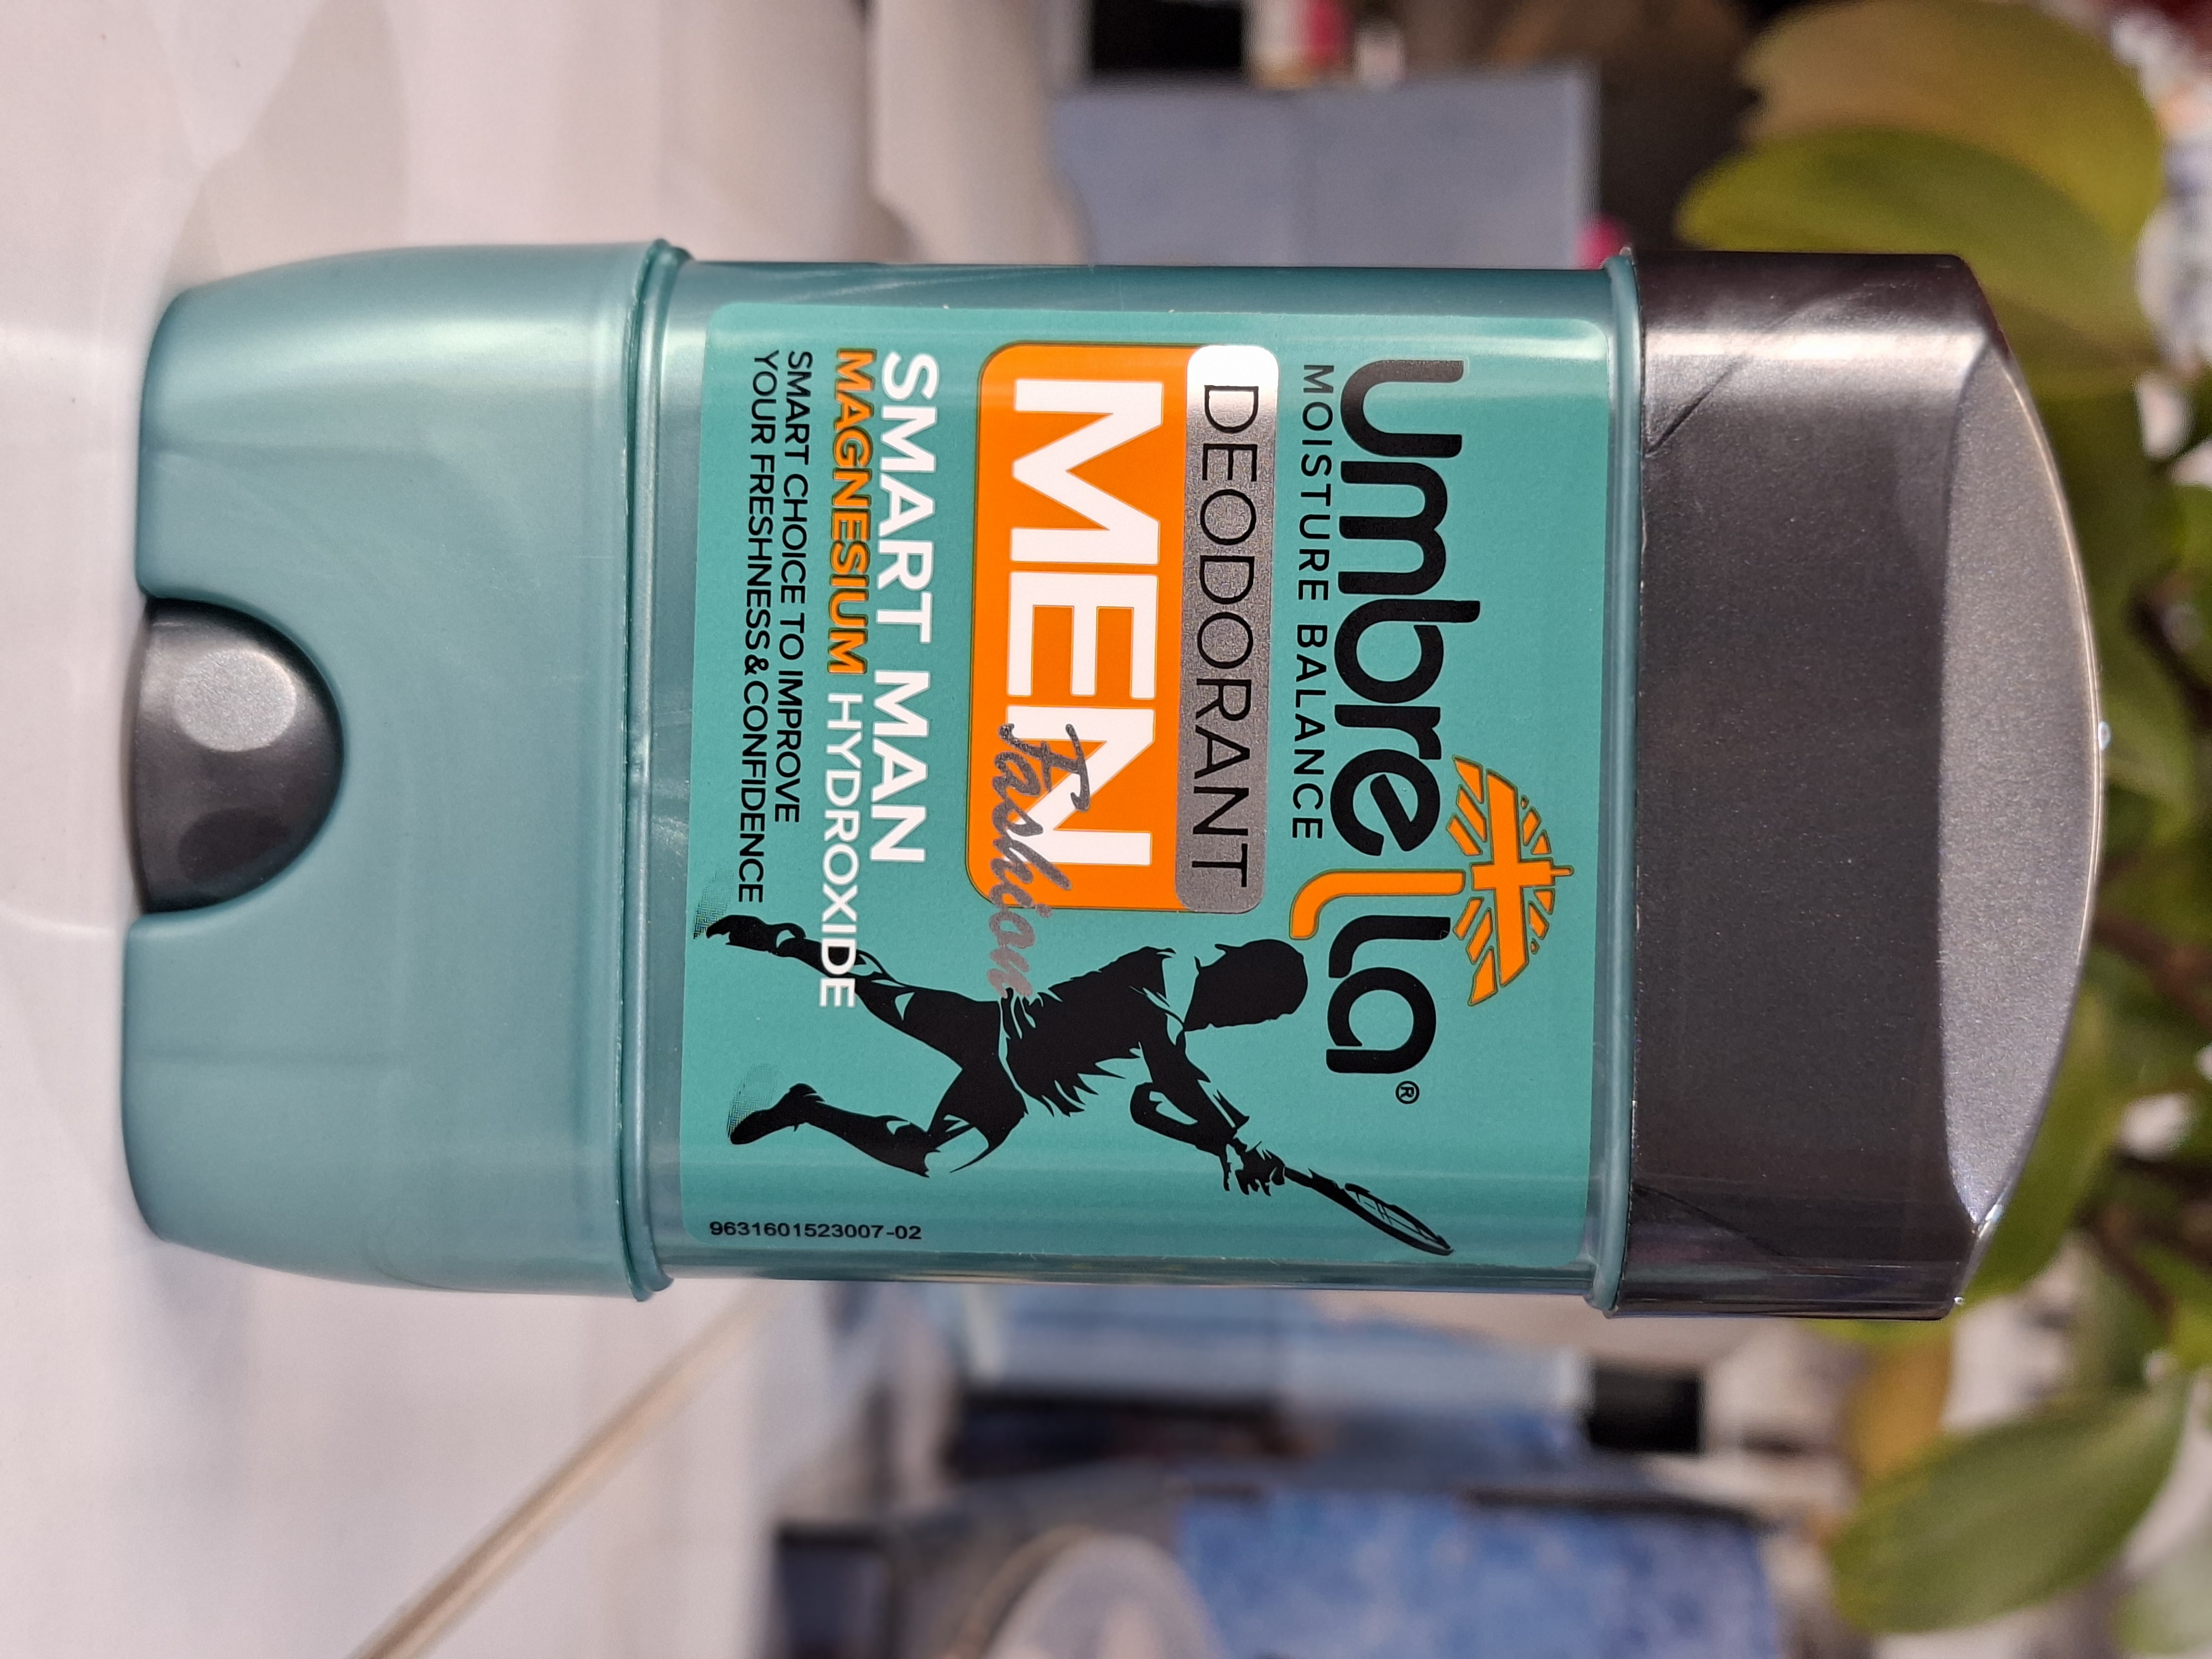 umbrella®
MOISTURE BALANCE
DEODORANT
MEN
Fashion
SMART MAN
MAGNESIUM HYDROXIDE
SMART CHOICE TO IMPROVE
YOUR FRESHNESS & CONFIDENCE
9631601523007-02